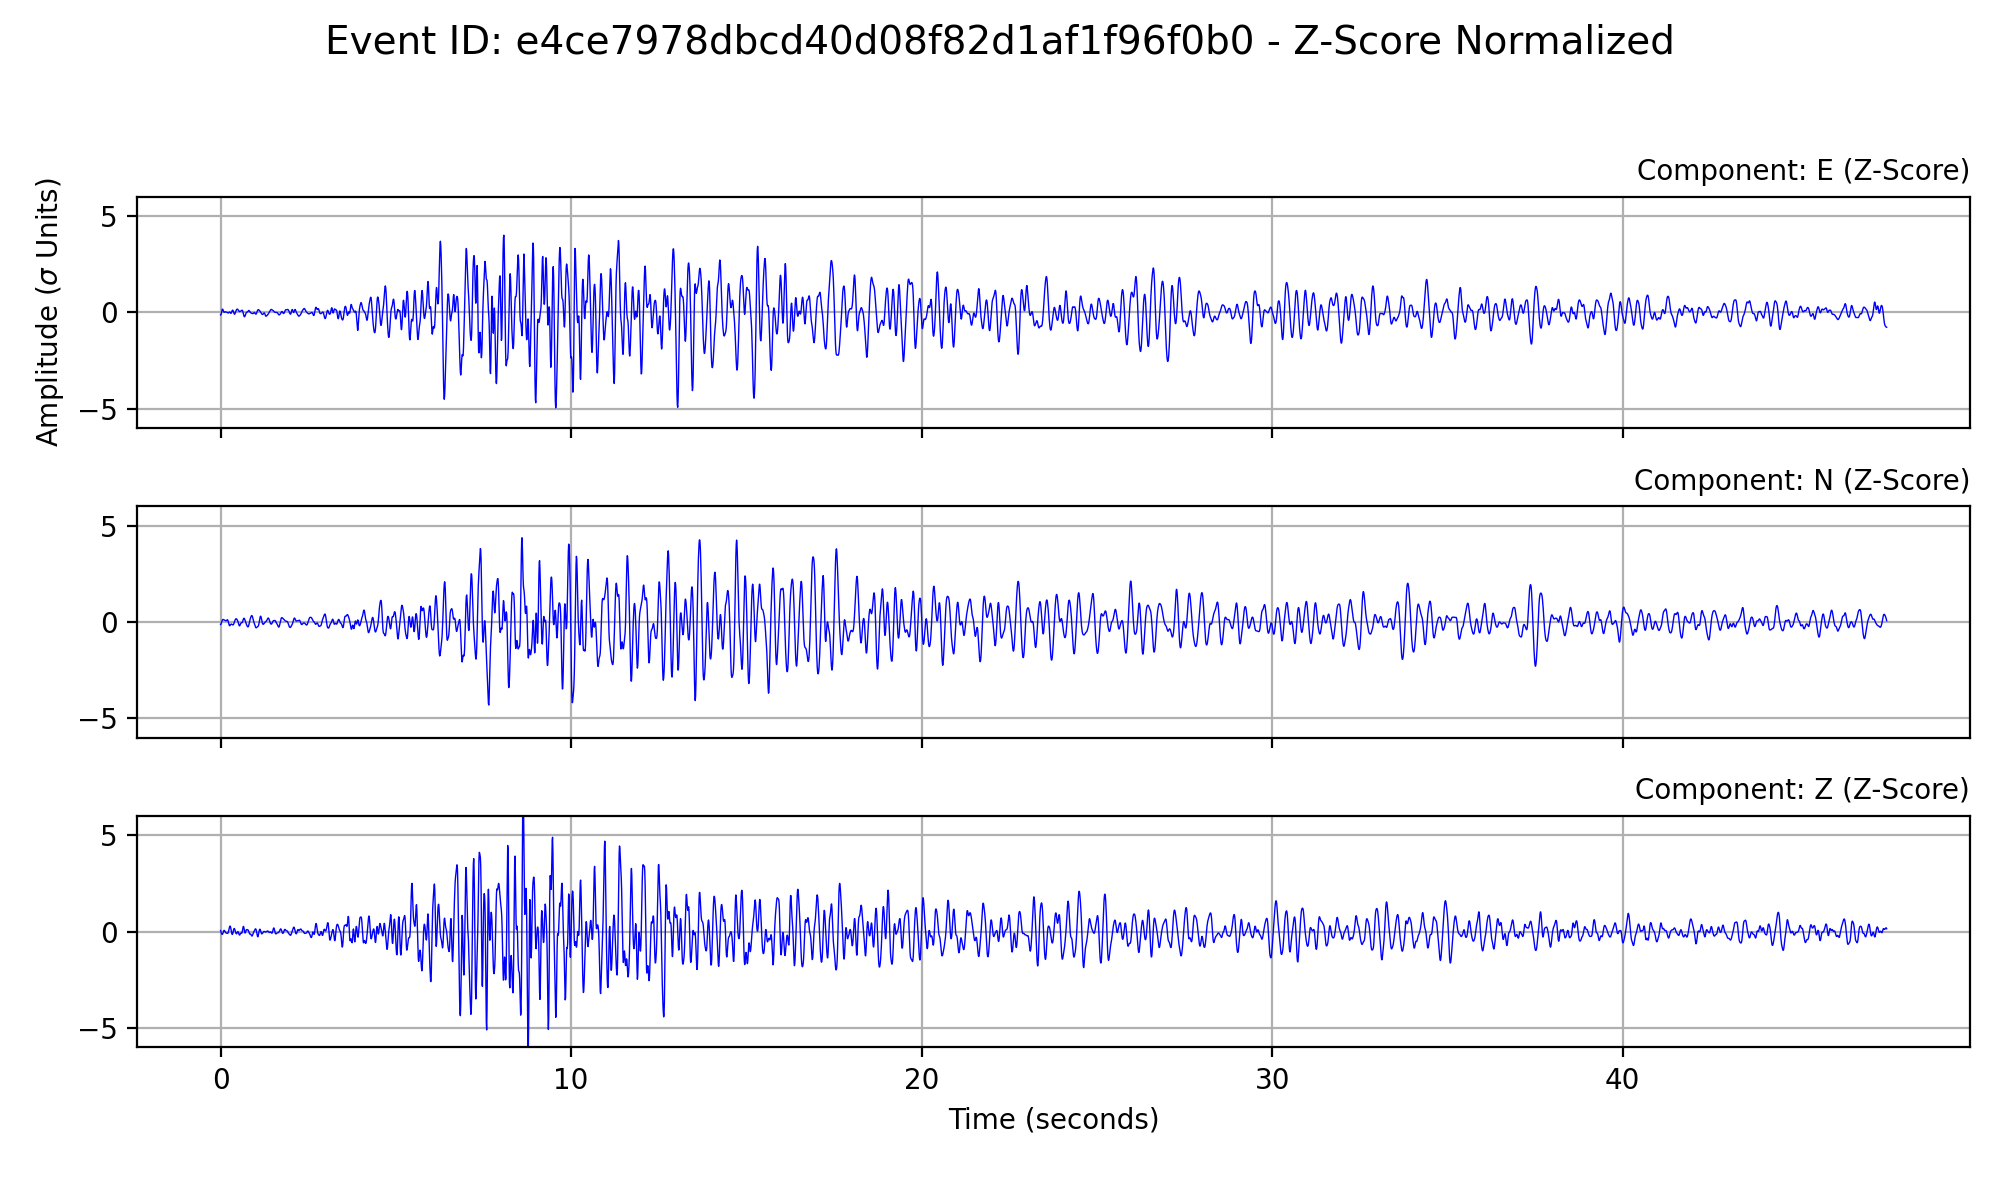 Event ID: e4ce7978dbcd40d08f82d1af1f96f0b0 - Z-Score Normalized
Component: E (Z-Score)
Amplitude (σ Units)
5
0
−5
Component: N (Z-Score)
5
0
−5
Component: Z (Z-Score)
5
0
−5
0 10 20 30 40
Time (seconds)